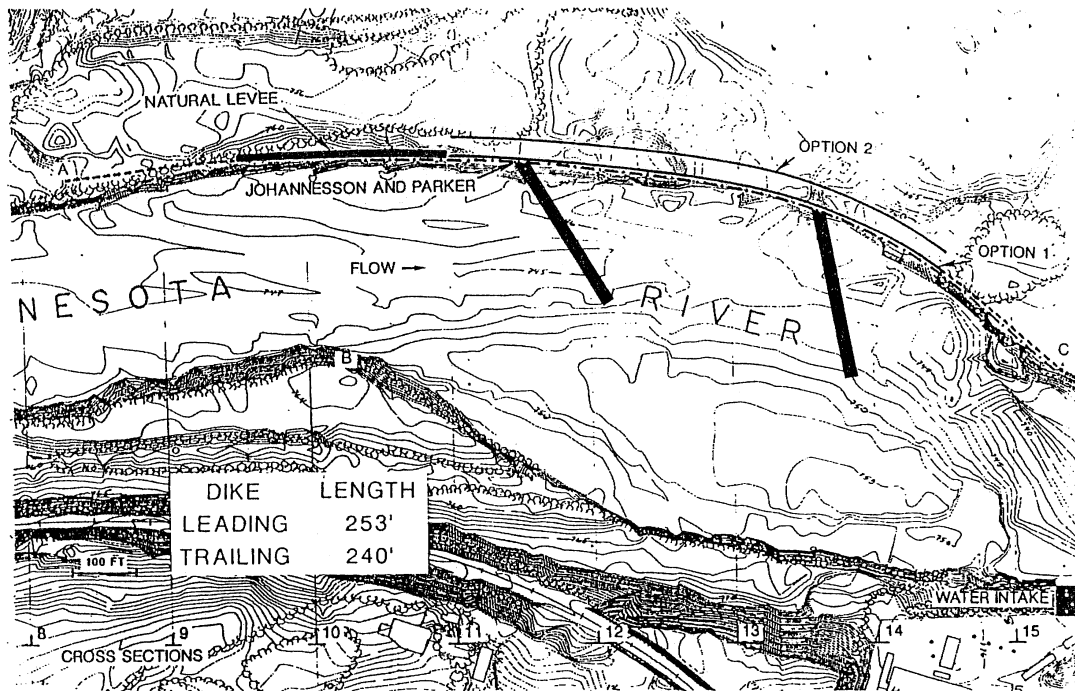 NATURAL LEVEE
OPTION 2
A
JOHANNESSON AND PARKER
OPTION 1
FLOW →
NESOTA
RIVER
B
C
DIKE LENGTH
LEADING 253'
TRAILING 240'
100 FT
WATER INTAKE
8 9 10 11 12 13 14 15
CROSS SECTIONS